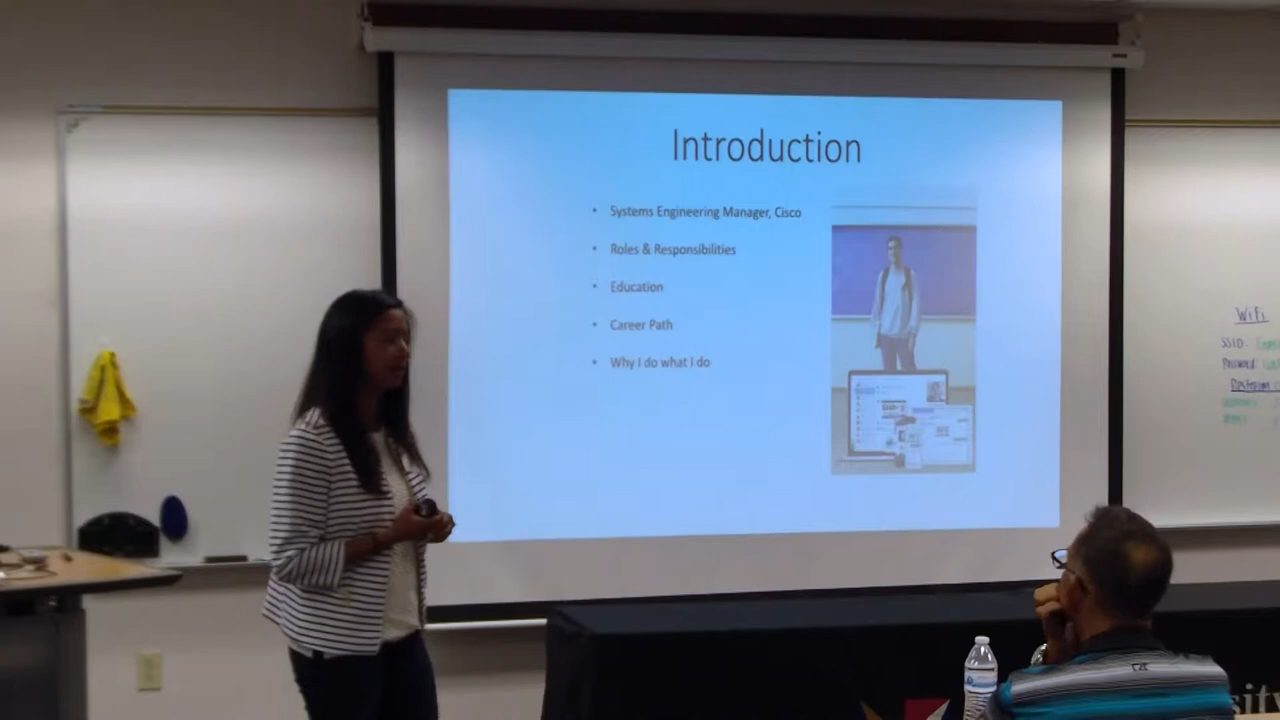 Introduction
• Systems Engineering Manager, Cisco
• Roles & Responsibilities
• Education
• Career Path
• Why I do what I do
WiFi
SSID: